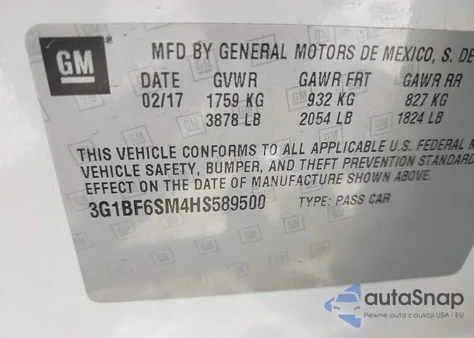 GM
MFD BY GENERAL MOTORS DE MEXICO, S. DE
DATE GVWR GAWR FRT GAWR RR
02/17 1759 KG 932 KG 827 KG
3878 LB 2054 LB 1824 LB
THIS VEHICLE CONFORMS TO ALL APPLICABLE U.S. FEDERAL M
VEHICLE SAFETY, BUMPER, AND THEFT PREVENTION STANDARD
EFFECT ON THE DATE OF MANUFACTURE SHOWN ABOVE.
3G1BF6SM4HS589500 TYPE: PASS CAR
autoSnap
Pewne auta z aukcji USA i EU